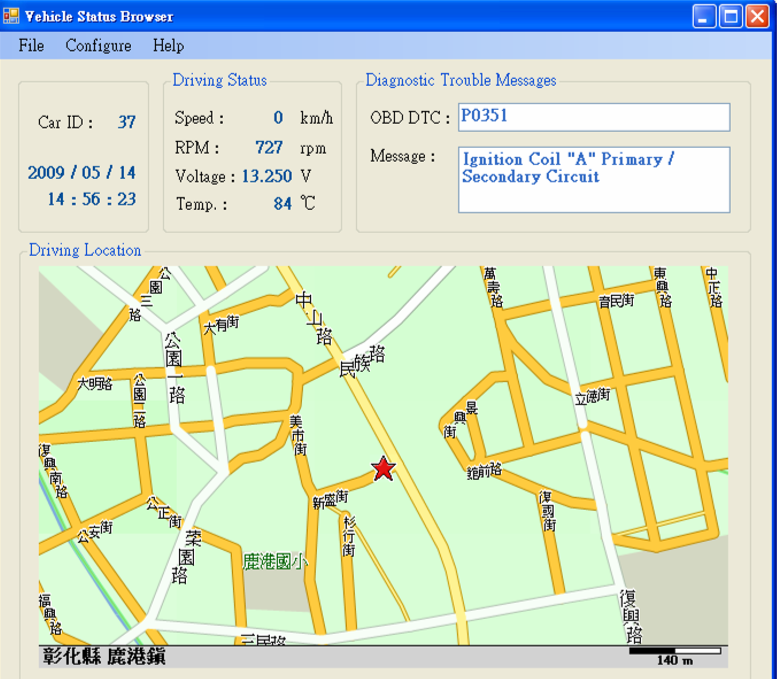 Vehicle Status Browser
File Configure Help
Car ID : 37
2009 / 05 / 14
14 : 56 : 23
Driving Status
Speed : 0 km/h
RPM : 727 rpm
Voltage : 13.250 V
Temp. : 84 ℃
Diagnostic Trouble Messages
OBD DTC : P0351
Message : Ignition Coil "A" Primary /
Secondary Circuit
Driving Location
公園三路
大有街
中山路
萬壽路
音民街
東興路
中正路
公園一路
民族路
大明路
公園二路
立德街
景興街
美市街
復興南路
館前路
新盛街
復國街
公正街
杉行街
公安街
菜園路
鹿港國小
福興路
復興路
三民路
彰化縣 鹿港鎮
140 m